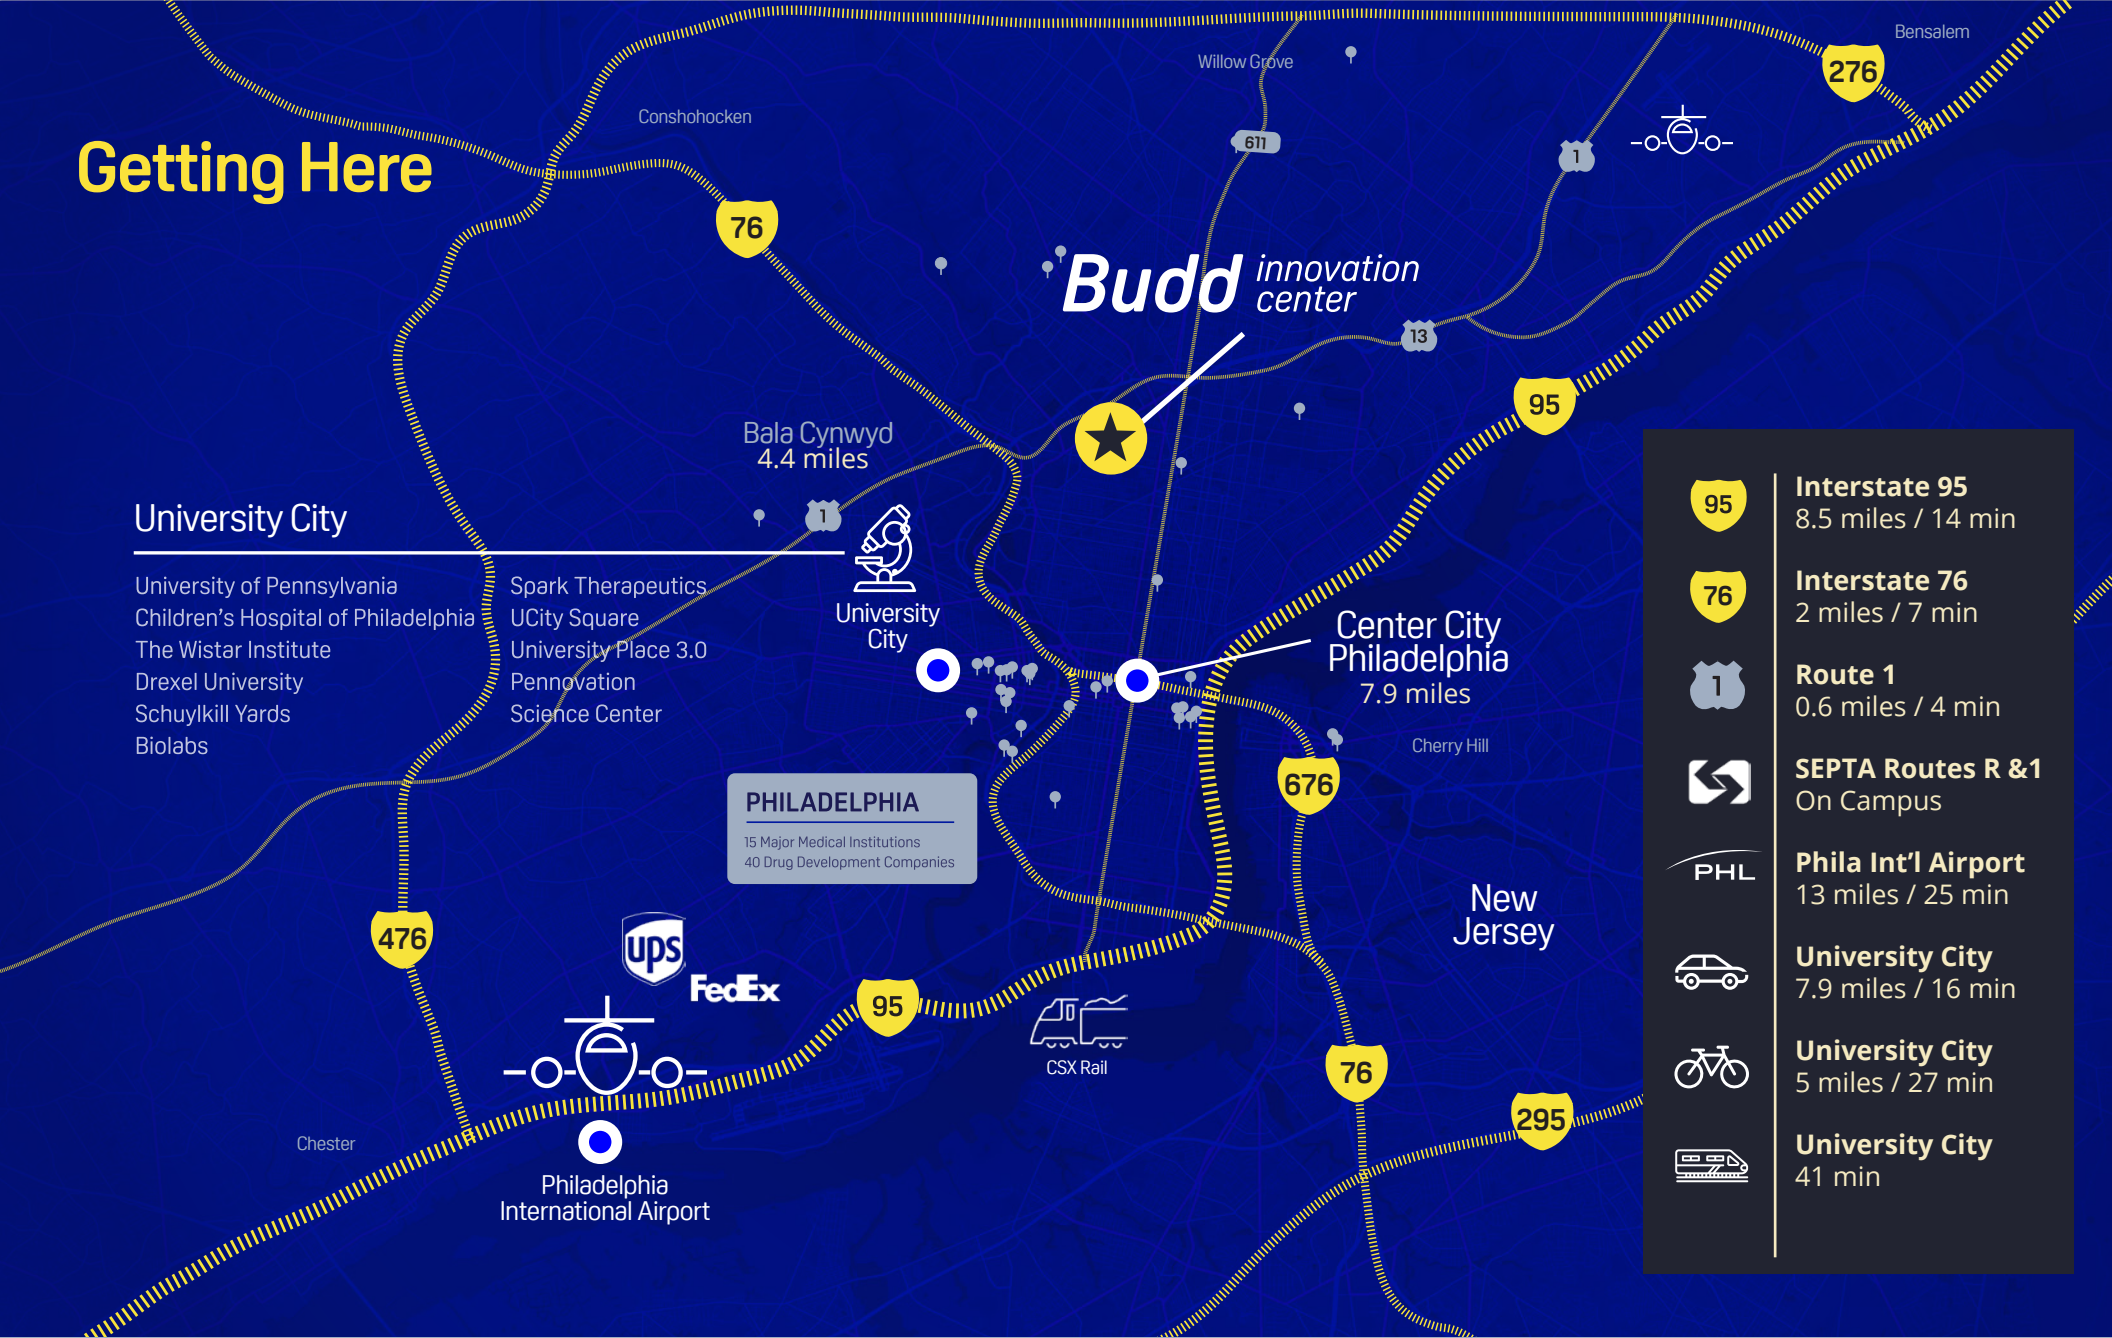 Getting Here
Bensalem
276
Willow Grove
Conshohocken
611
1
76
Budd innovation
center
13
95
Bala Cynwyd
4.4 miles
1
University City
University of Pennsylvania
Children's Hospital of Philadelphia
The Wistar Institute
Drexel University
Schuylkill Yards
Biolabs
Spark Therapeutics
UCity Square
University Place 3.0
Pennovation
Science Center
University
City
Center City
Philadelphia
7.9 miles
Cherry Hill
676
PHILADELPHIA
15 Major Medical Institutions
40 Drug Development Companies
New
Jersey
476
ups
FedEx
95
CSX Rail
76
295
Chester
Philadelphia
International Airport
95
Interstate 95
8.5 miles / 14 min
76
Interstate 76
2 miles / 7 min
1
Route 1
0.6 miles / 4 min
SEPTA Routes R &1
On Campus
PHL
Phila Int'l Airport
13 miles / 25 min
University City
7.9 miles / 16 min
University City
5 miles / 27 min
University City
41 min